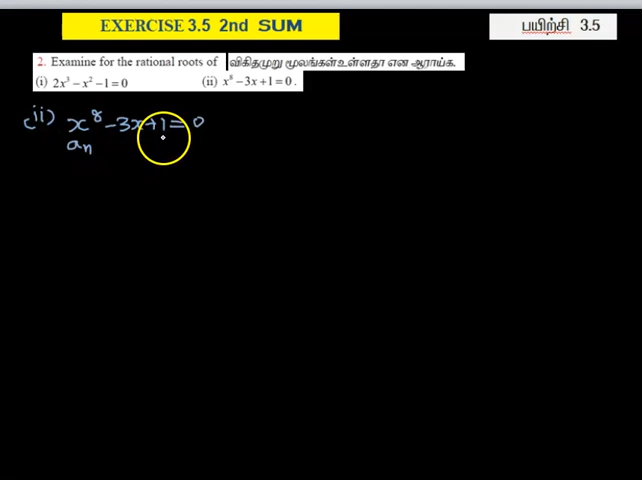 EXERCISE 3.5 2nd SUM
பயிற்சி 3.5
2. Examine for the rational roots of விகிதமுறு மூலங்கள் உள்ளதா என ஆராய்க.
(i) 2x³ − x² − 1 = 0 (ii) x⁸ − 3x + 1 = 0 .
(ii) x⁸ − 3x + 1 = 0
aₙ